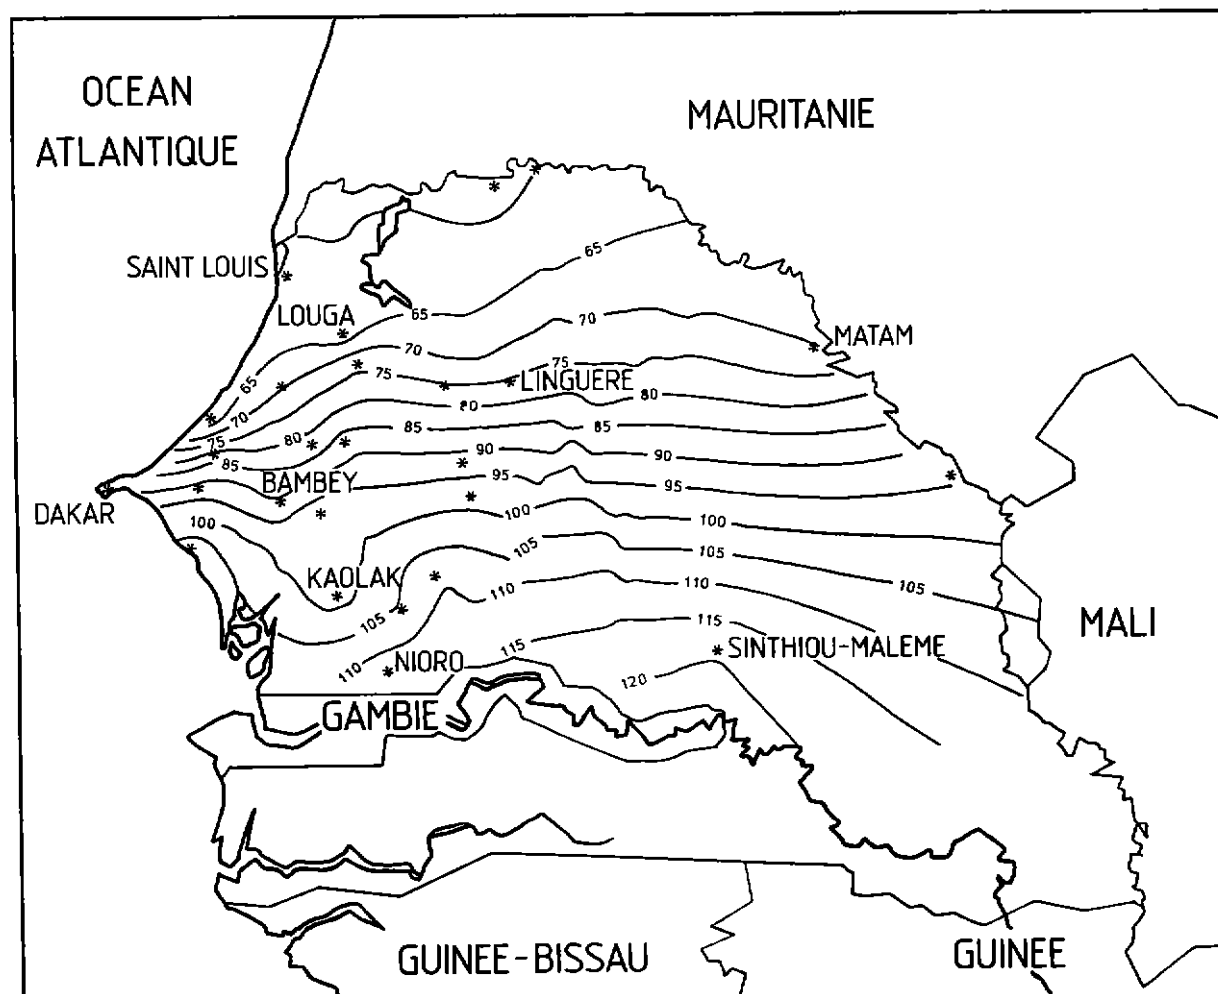 OCEAN
ATLANTIQUE
MAURITANIE
SAINT LOUIS
65
LOUGA
65
70
70
MATAM
65
75
75
LINGUERE
70
80
80
75
80
85
85
85
90
90
BAMBEY
95
95
DAKAR
100
100
100
105
105
KAOLAK
110
110
105
105
115
115
MALI
110
NIORO
120
SINTHIOU-MALEME
GAMBIE
GUINEE-BISSAU
GUINEE